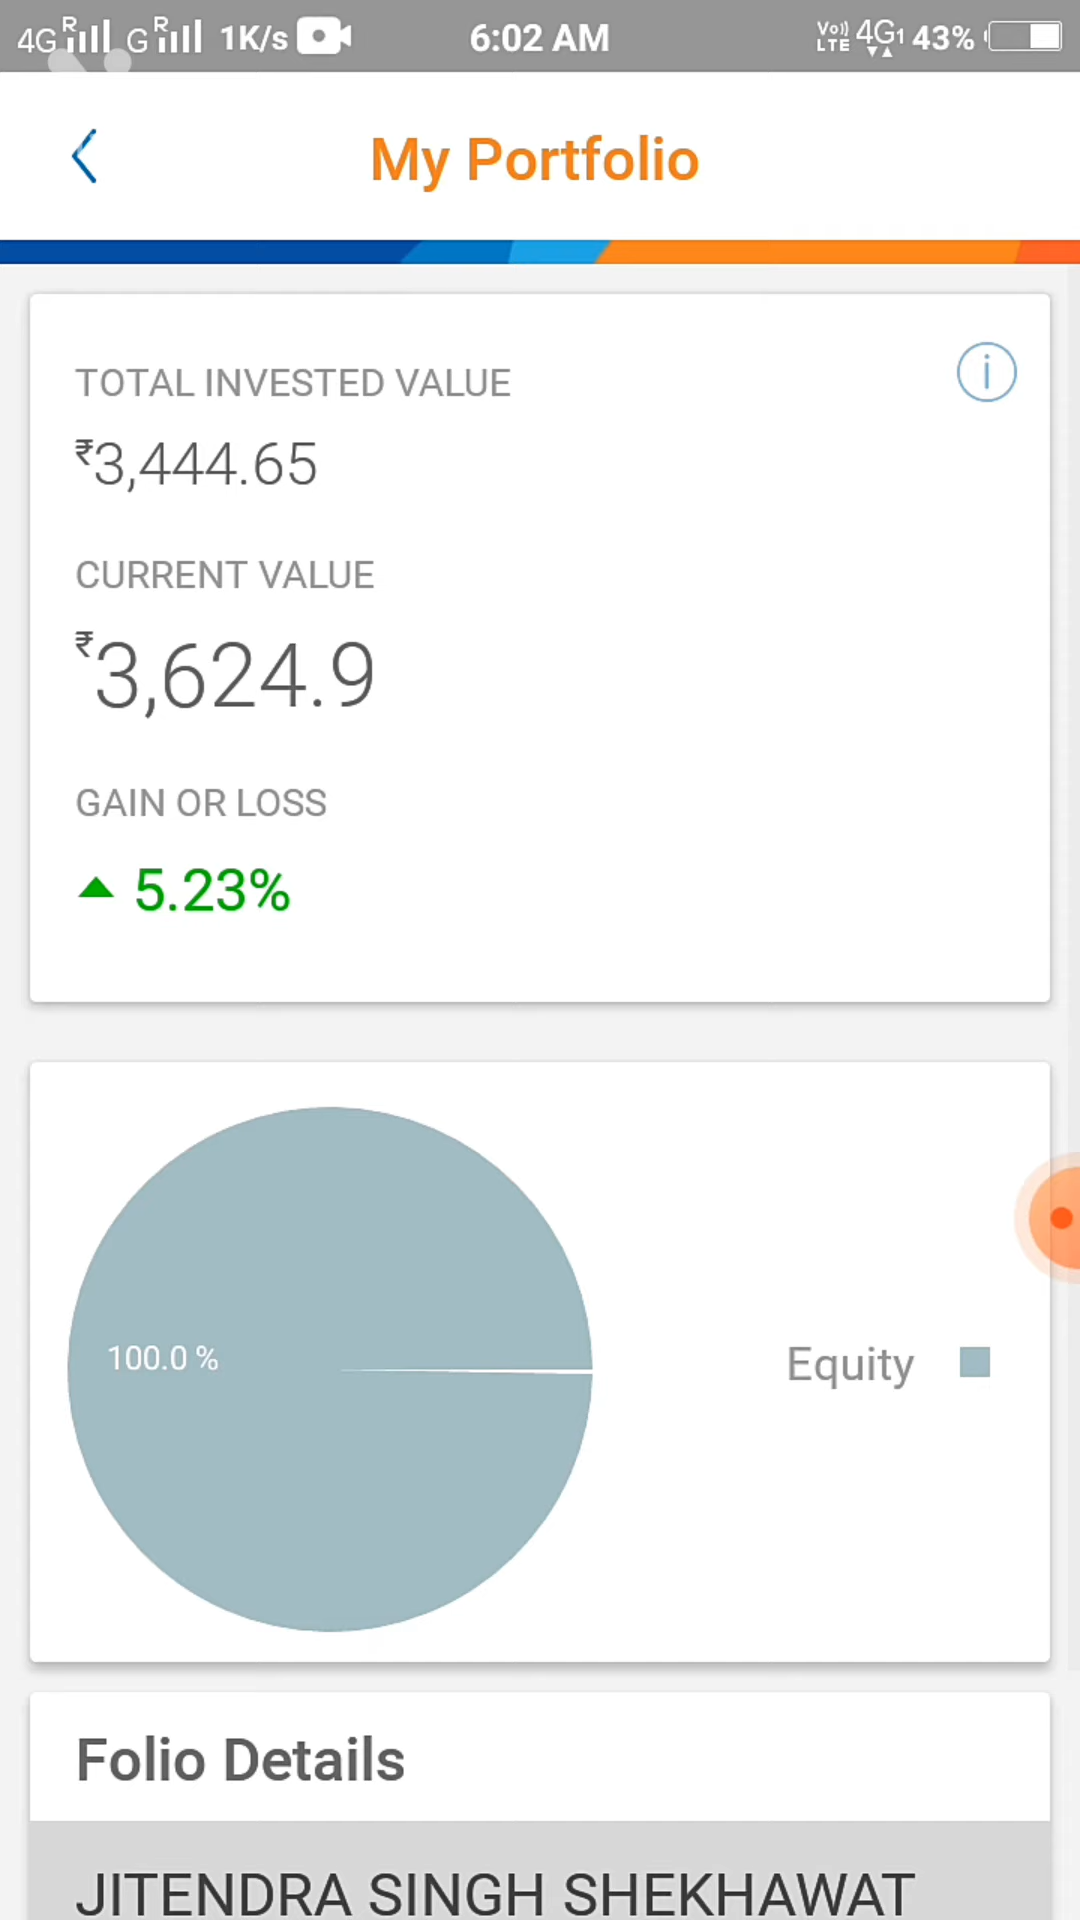 4G R G R 1K/s 6:02 AM Vo)) LTE 4G1 43%
My Portfolio
TOTAL INVESTED VALUE
₹3,444.65
CURRENT VALUE
₹3,624.9
GAIN OR LOSS
5.23%
100.0 %
Equity
Folio Details
JITENDRA SINGH SHEKHAWAT